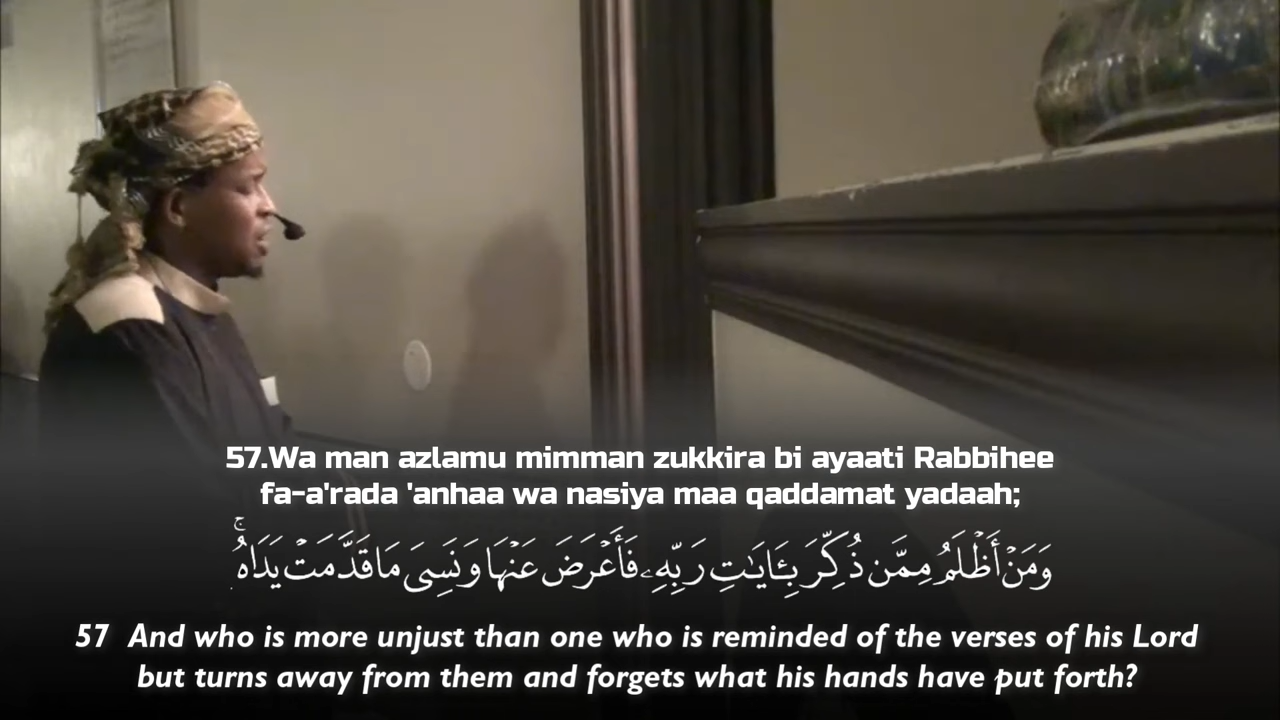 57.Wa man azlamu mimman zukkira bi ayaati Rabbihee
fa-a'rada 'anhaa wa nasiya maa qaddamat yadaah;
وَمَنۡ أَظۡلَمُ مِمَّن ذُكِّرَ بِـَٔايَٰتِ رَبِّهِۦ فَأَعۡرَضَ عَنۡهَا وَنَسِيَ مَا قَدَّمَتۡ يَدَاهُۚ
57 And who is more unjust than one who is reminded of the verses of his Lord
but turns away from them and forgets what his hands have put forth?